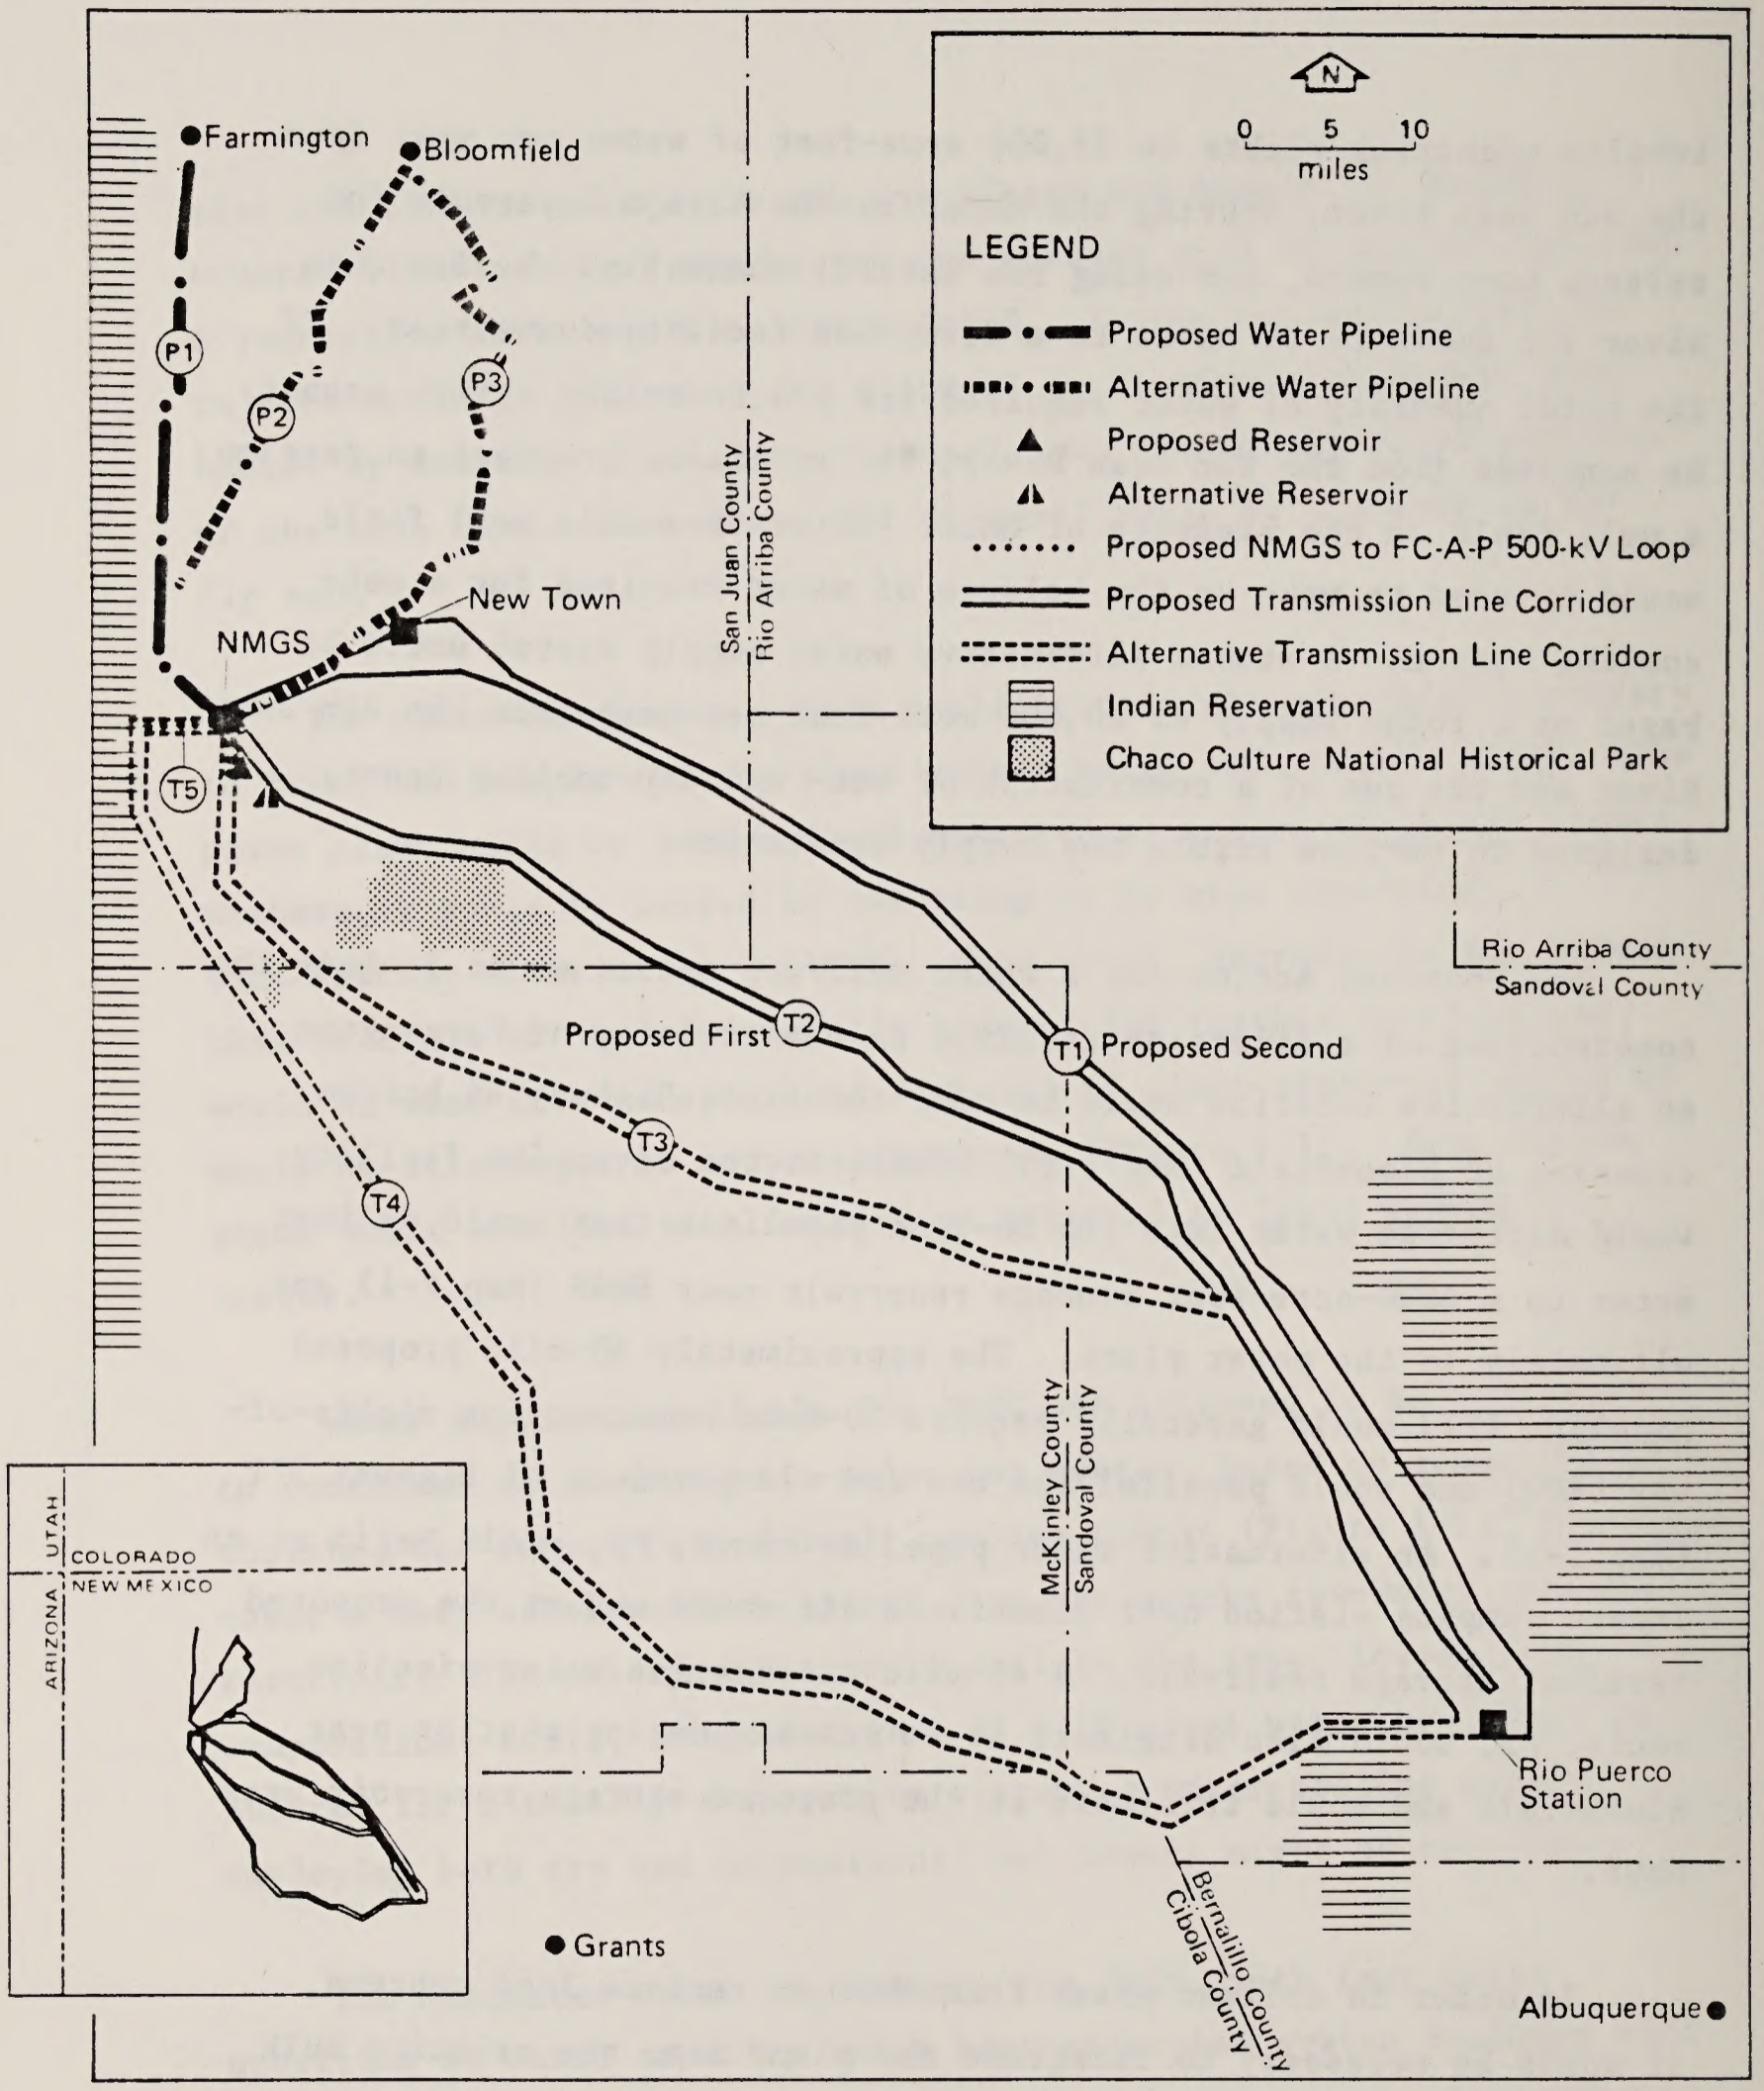 N
0 5 10
miles
LEGEND
Proposed Water Pipeline
Alternative Water Pipeline
Proposed Reservoir
Alternative Reservoir
Proposed NMGS to FC-A-P 500-kV Loop
Proposed Transmission Line Corridor
Alternative Transmission Line Corridor
Indian Reservation
Chaco Culture National Historical Park
Farmington
Bloomfield
P1
P2
P3
San Juan County
Rio Arriba County
New Town
NMGS
T5
Rio Arriba County
Sandoval County
Proposed First
T2
T1
Proposed Second
T3
T4
McKinley County
Sandoval County
UTAH
ARIZONA
COLORADO
NEW MEXICO
Rio Puerco
Station
Bernalillo County
Cibola County
Grants
Albuquerque